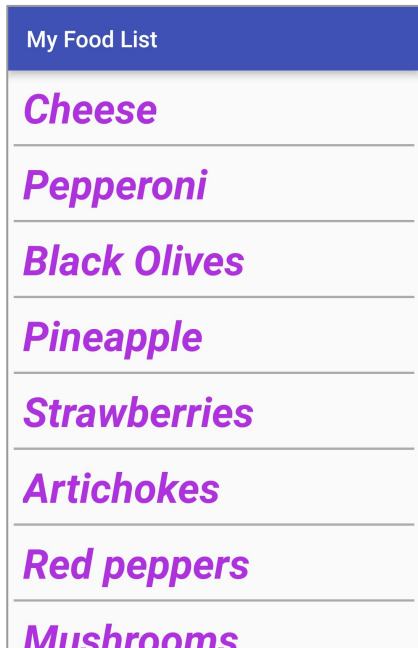 My Food List
Cheese
Pepperoni
Black Olives
Pineapple
Strawberries
Artichokes
Red peppers
Mushrooms